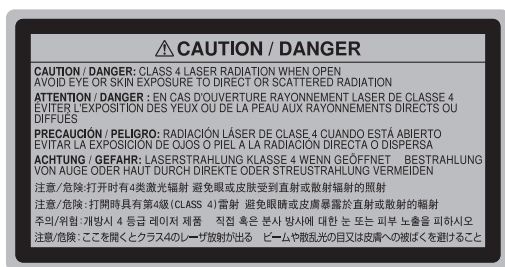 ⚠ CAUTION / DANGER
CAUTION / DANGER: CLASS 4 LASER RADIATION WHEN OPEN
AVOID EYE OR SKIN EXPOSURE TO DIRECT OR SCATTERED RADIATION
ATTENTION / DANGER : EN CAS D'OUVERTURE RAYONNEMENT LASER DE CLASSE 4
ÉVITER L'EXPOSITION DES YEUX OU DE LA PEAU AUX RAYONNEMENTS DIRECTS OU
DIFFUÉS
PRECAUCIÓN / PELIGRO: RADIACIÓN LÁSER DE CLASE 4 CUANDO ESTÁ ABIERTO
EVITAR LA EXPOSICIÓN DE OJOS O PIEL A LA RADIACIÓN DIRECTA O DISPERSA
ACHTUNG / GEFAHR: LASERSTRAHLUNG KLASSE 4 WENN GEÖFFNET BESTRAHLUNG
VON AUGE ODER HAUT DURCH DIREKTE ODER STREUSTRAHLUNG VERMEIDEN
注意/危险:打开时有4类激光辐射 避免眼或皮肤受到直射或散射辐射的照射
注意/危險:打開時具有第4級(CLASS 4)雷射 避免眼睛或皮膚暴露於直射或散射的輻射
주의/위험:개방시 4 등급 레이저 제품 직접 혹은 분사 방사에 대한 눈 또는 피부 노출을 피하시오
注意/危険:ここを開くとクラス4のレーザ放射が出る ビームや散乱光の目又は皮膚への被ばくを避けること